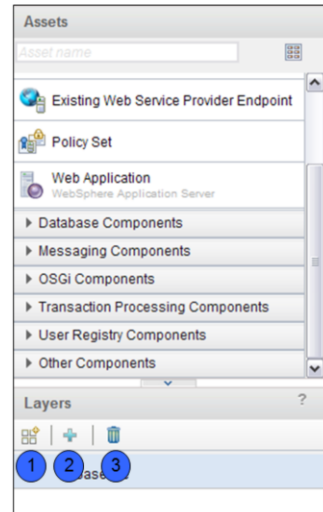 Assets
Asset name
Existing Web Service Provider Endpoint
Policy Set
Web Application
WebSphere Application Server
Database Components
Messaging Components
OSGi Components
Transaction Processing Components
User Registry Components
Other Components
Layers ?
1 2 3